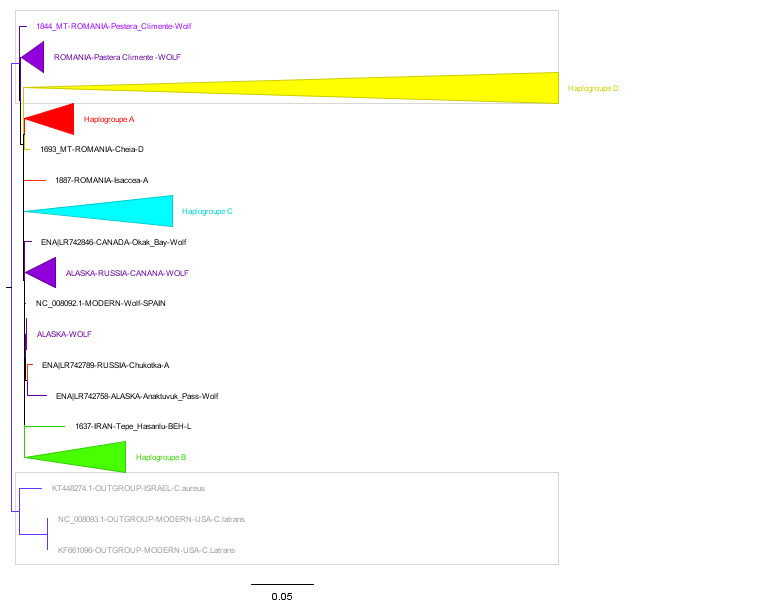 1844_MT-ROMANIA-Pestera_Climente-Wolf
ROMANIA-Pastera Climente -WOLF
Haplogroupe D
Haplogroupe A
1693_MT-ROMANIA-Cheia-D
1887-ROMANIA-Isaccea-A
Haplogroupe C
ENA|LR742846-CANADA-Okak_Bay-Wolf
ALASKA-RUSSIA-CANANA-WOLF
NC_008092.1-MODERN-Wolf-SPAIN
ALASKA-WOLF
ENA|LR742789-RUSSIA-Chukotka-A
ENA|LR742758-ALASKA-Anaktuvuk_Pass-Wolf
1637-IRAN-Tepe_Hasanlu-BEH-L
Haplogroupe B
KT448274.1-OUTGROUP-ISRAEL-C.aureus
NC_008093.1-OUTGROUP-MODERN-USA-C.latrans
KF661096-OUTGROUP-MODERN-USA-C.Latrans
0.05